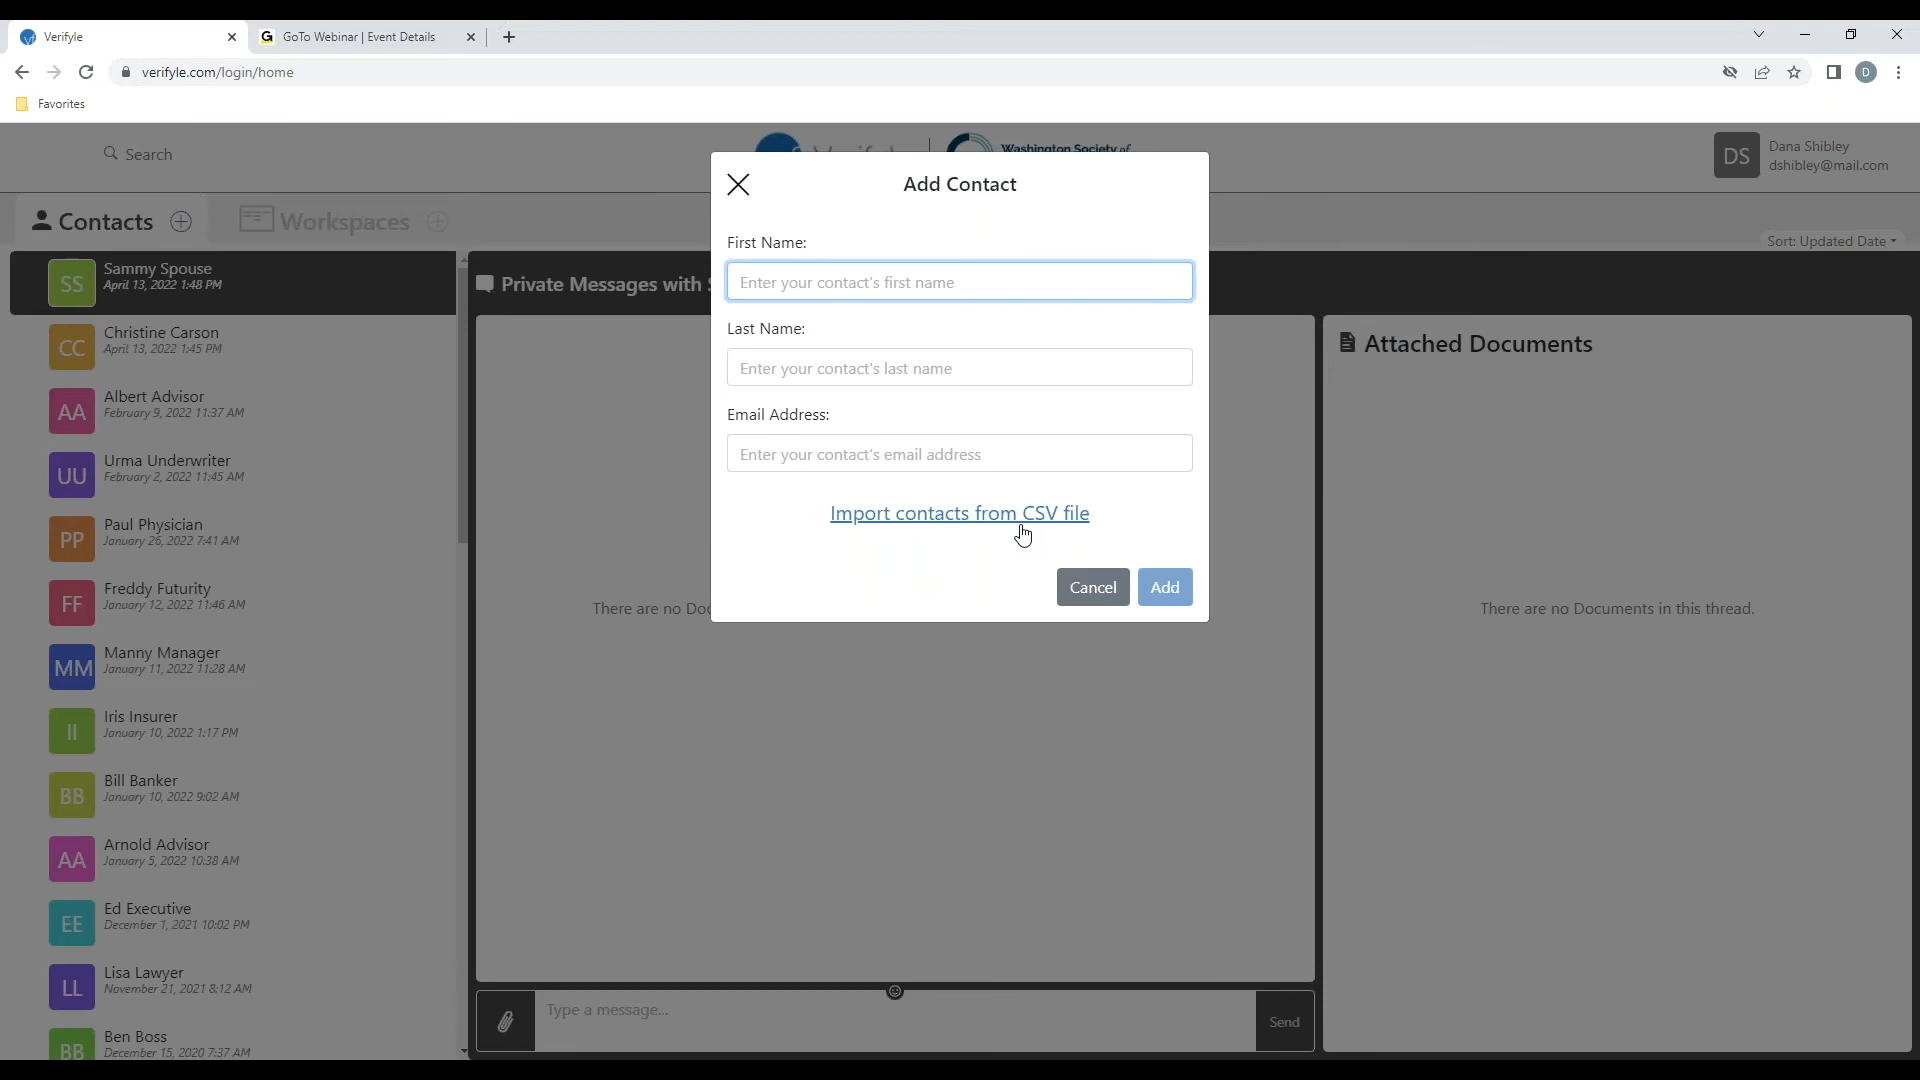 Verifyle
GoTo Webinar | Event Details
verifyle.com/login/home
D
Favorites
Search
Washington Society of
DS
Dana Shibley
dshibley@mail.com
Contacts
Workspaces
Sort: Updated Date
SS
Sammy Spouse
April 13, 2022 1:48 PM
CC
Christine Carson
April 13, 2022 1:45 PM
AA
Albert Advisor
February 9, 2022 11:37 AM
UU
Urma Underwriter
February 2, 2022 11:45 AM
PP
Paul Physician
January 26, 2022 7:41 AM
FF
Freddy Futurity
January 12, 2022 11:46 AM
MM
Manny Manager
January 11, 2022 11:28 AM
II
Iris Insurer
January 10, 2022 1:17 PM
BB
Bill Banker
January 10, 2022 9:02 AM
AA
Arnold Advisor
January 5, 2022 10:38 AM
EE
Ed Executive
December 1, 2021 10:02 PM
LL
Lisa Lawyer
November 21, 2021 8:12 AM
BB
Ben Boss
December 15, 2020 7:37 AM
Private Messages with
There are no Do
Type a message...
Send
Add Contact
First Name:
Enter your contact's first name
Last Name:
Enter your contact's last name
Email Address:
Enter your contact's email address
Import contacts from CSV file
Cancel
Add
Attached Documents
There are no Documents in this thread.